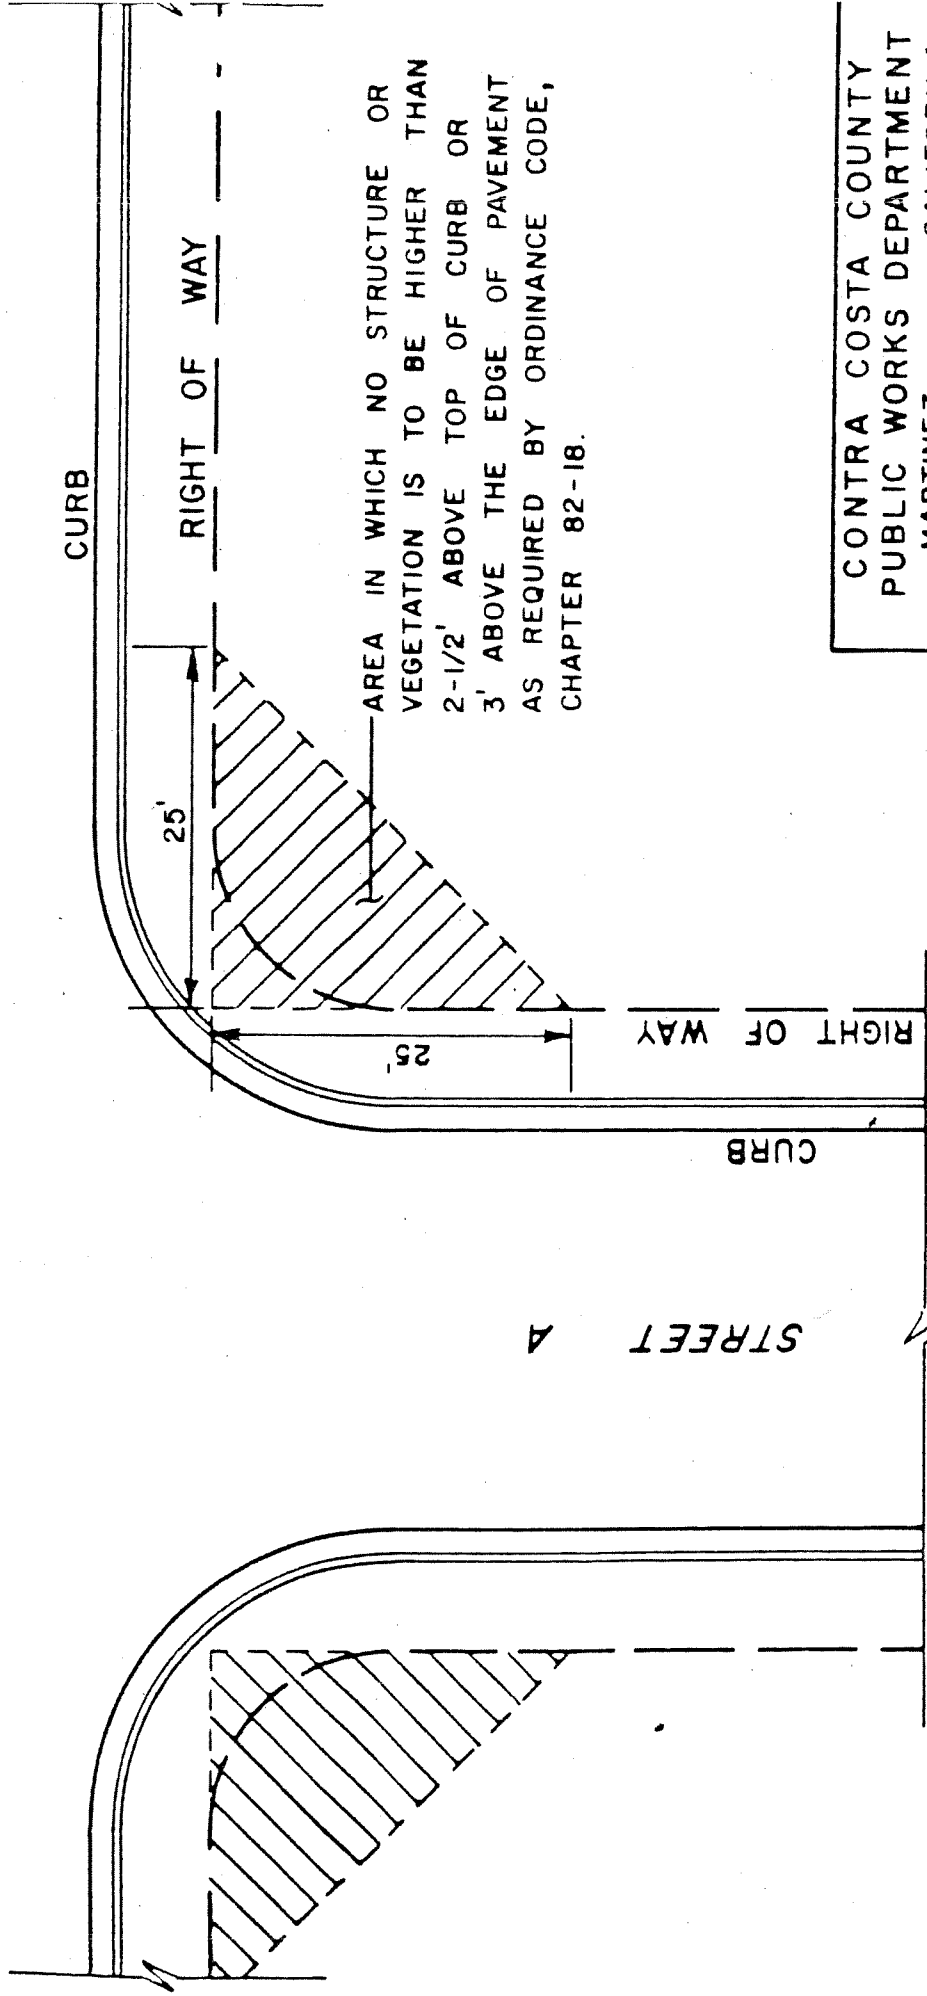 CURB
RIGHT OF WAY
25'
AREA IN WHICH NO STRUCTURE OR
VEGETATION IS TO BE HIGHER THAN
2-1/2' ABOVE TOP OF CURB OR
3' ABOVE THE EDGE OF PAVEMENT
AS REQUIRED BY ORDINANCE CODE,
CHAPTER 82-18.
25'
RIGHT OF WAY
CURB
STREET A
CONTRA COSTA COUNTY
PUBLIC WORKS DEPARTMENT